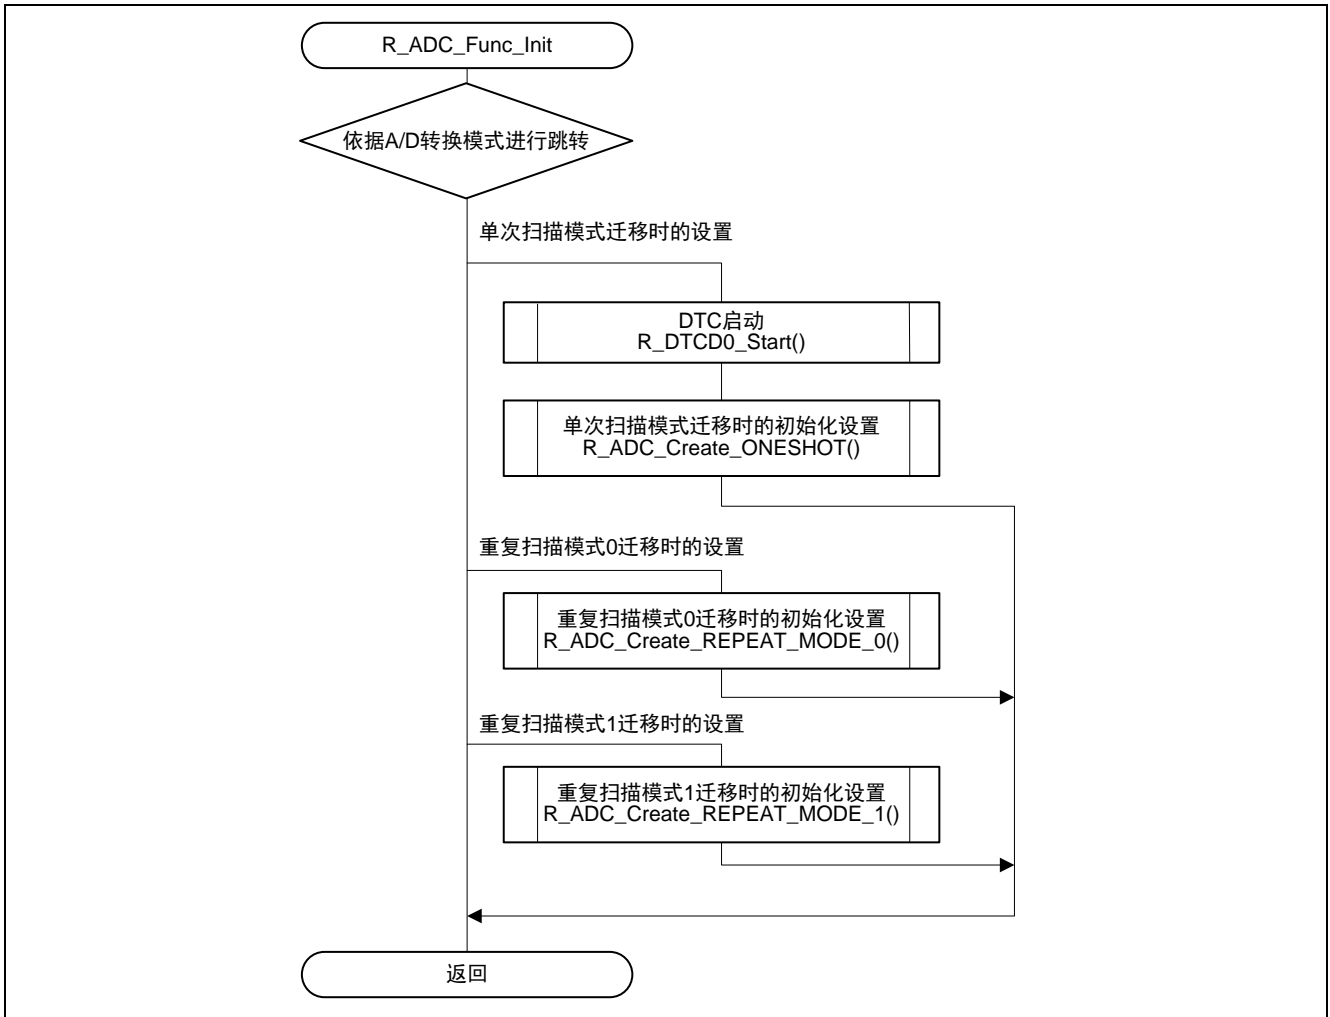 R_ADC_Func_Init
依据A/D转换模式进行跳转
单次扫描模式迁移时的设置
DTC启动
R_DTCD0_Start()
单次扫描模式迁移时的初始化设置
R_ADC_Create_ONESHOT()
重复扫描模式0迁移时的设置
重复扫描模式0迁移时的初始化设置
R_ADC_Create_REPEAT_MODE_0()
重复扫描模式1迁移时的设置
重复扫描模式1迁移时的初始化设置
R_ADC_Create_REPEAT_MODE_1()
返回